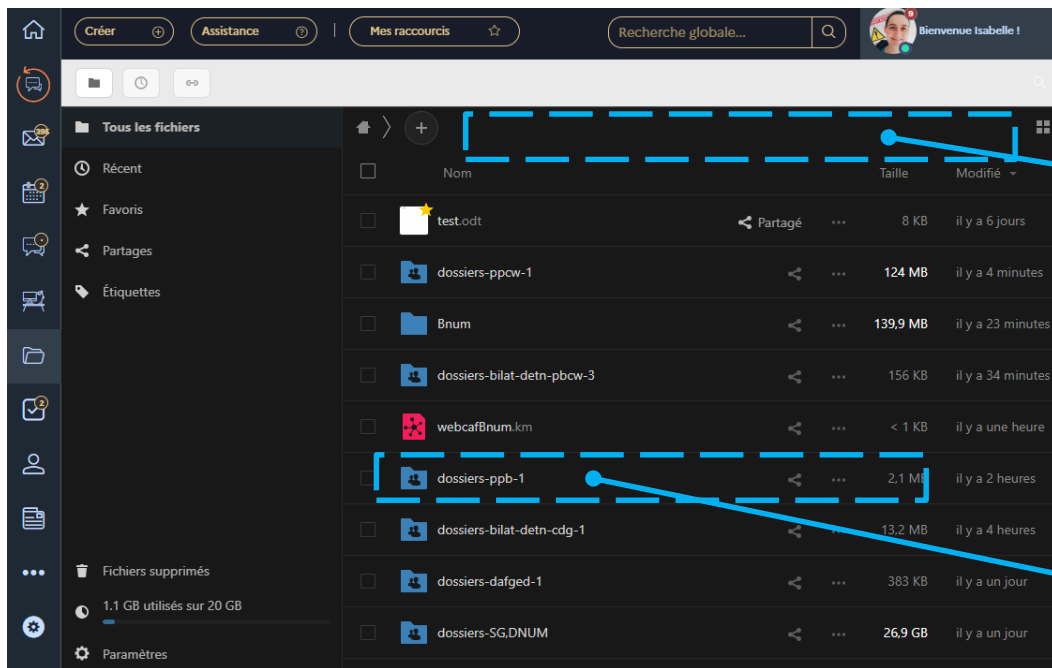 Créer Assistance Mes raccourcis Recherche globale... 9 Bienvenue Isabelle !
396
2
2
Tous les fichiers
Récent
Favoris
Partages
Étiquettes
Fichiers supprimés
1.1 GB utilisés sur 20 GB
Paramètres
Nom Taille Modifié
test.odt Partagé 8 KB il y a 6 jours
dossiers-ppcw-1 124 MB il y a 4 minutes
Bnum 139,9 MB il y a 23 minutes
dossiers-bilat-detn-pbcw-3 156 KB il y a 34 minutes
webcafBnum.km < 1 KB il y a une heure
dossiers-ppb-1 2,1 MB il y a 2 heures
dossiers-bilat-detn-cdg-1 13,2 MB il y a 4 heures
dossiers-dafged-1 383 KB il y a un jour
dossiers-SG,DNUM 26,9 GB il y a un jour